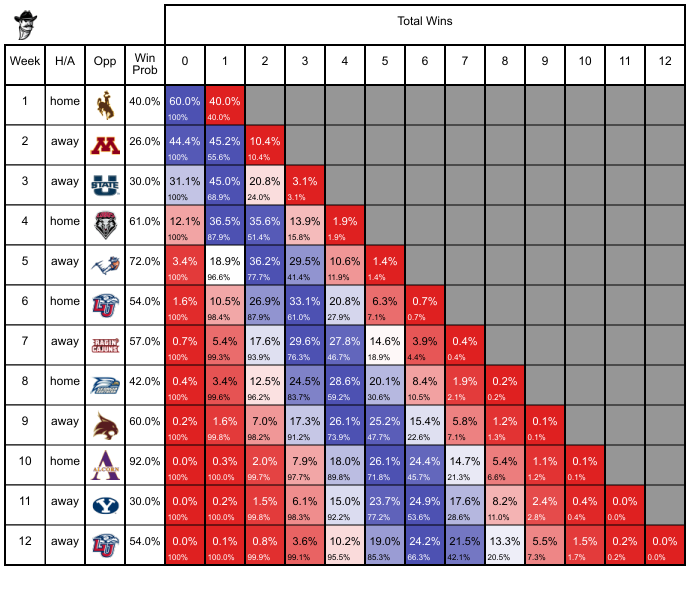 Total Wins
Week H/A Opp Win Prob 0 1 2 3 4 5 6 7 8 9 10 11 12
1 home 40.0% 60.0% 40.0%
100% 40.0%
2 away M 26.0% 44.4% 45.2% 10.4%
100% 55.6% 10.4%
3 away U STATE 30.0% 31.1% 45.0% 20.8% 3.1%
100% 68.9% 24.0% 3.1%
4 home 61.0% 12.1% 36.5% 35.6% 13.9% 1.9%
100% 87.9% 51.4% 15.8% 1.9%
5 away 72.0% 3.4% 18.9% 36.2% 29.5% 10.6% 1.4%
100% 96.6% 77.7% 41.4% 11.9% 1.4%
6 home LU 54.0% 1.6% 10.5% 26.9% 33.1% 20.8% 6.3% 0.7%
100% 98.4% 87.9% 61.0% 27.9% 7.1% 0.7%
7 away RAGIN CAJUNS 57.0% 0.7% 5.4% 17.6% 29.6% 27.8% 14.6% 3.9% 0.4%
100% 99.3% 93.9% 76.3% 46.7% 18.9% 4.4% 0.4%
8 home 42.0% 0.4% 3.4% 12.5% 24.5% 28.6% 20.1% 8.4% 1.9% 0.2%
100% 99.6% 96.2% 83.7% 59.2% 30.6% 10.5% 2.1% 0.2%
9 away 60.0% 0.2% 1.6% 7.0% 17.3% 26.1% 25.2% 15.4% 5.8% 1.2% 0.1%
100% 99.8% 98.2% 91.2% 73.9% 47.7% 22.6% 7.1% 1.3% 0.1%
10 home A ALCORN 92.0% 0.0% 0.3% 2.0% 7.9% 18.0% 26.1% 24.4% 14.7% 5.4% 1.1% 0.1%
100% 100.0% 99.7% 97.7% 89.8% 71.8% 45.7% 21.3% 6.6% 1.2% 0.1%
11 away Y 30.0% 0.0% 0.2% 1.5% 6.1% 15.0% 23.7% 24.9% 17.6% 8.2% 2.4% 0.4% 0.0%
100% 100.0% 99.8% 98.3% 92.2% 77.2% 53.6% 28.6% 11.0% 2.8% 0.4% 0.0%
12 away LU 54.0% 0.0% 0.1% 0.8% 3.6% 10.2% 19.0% 24.2% 21.5% 13.3% 5.5% 1.5% 0.2% 0.0%
100% 100.0% 99.9% 99.1% 95.5% 85.3% 66.3% 42.1% 20.5% 7.3% 1.7% 0.2% 0.0%